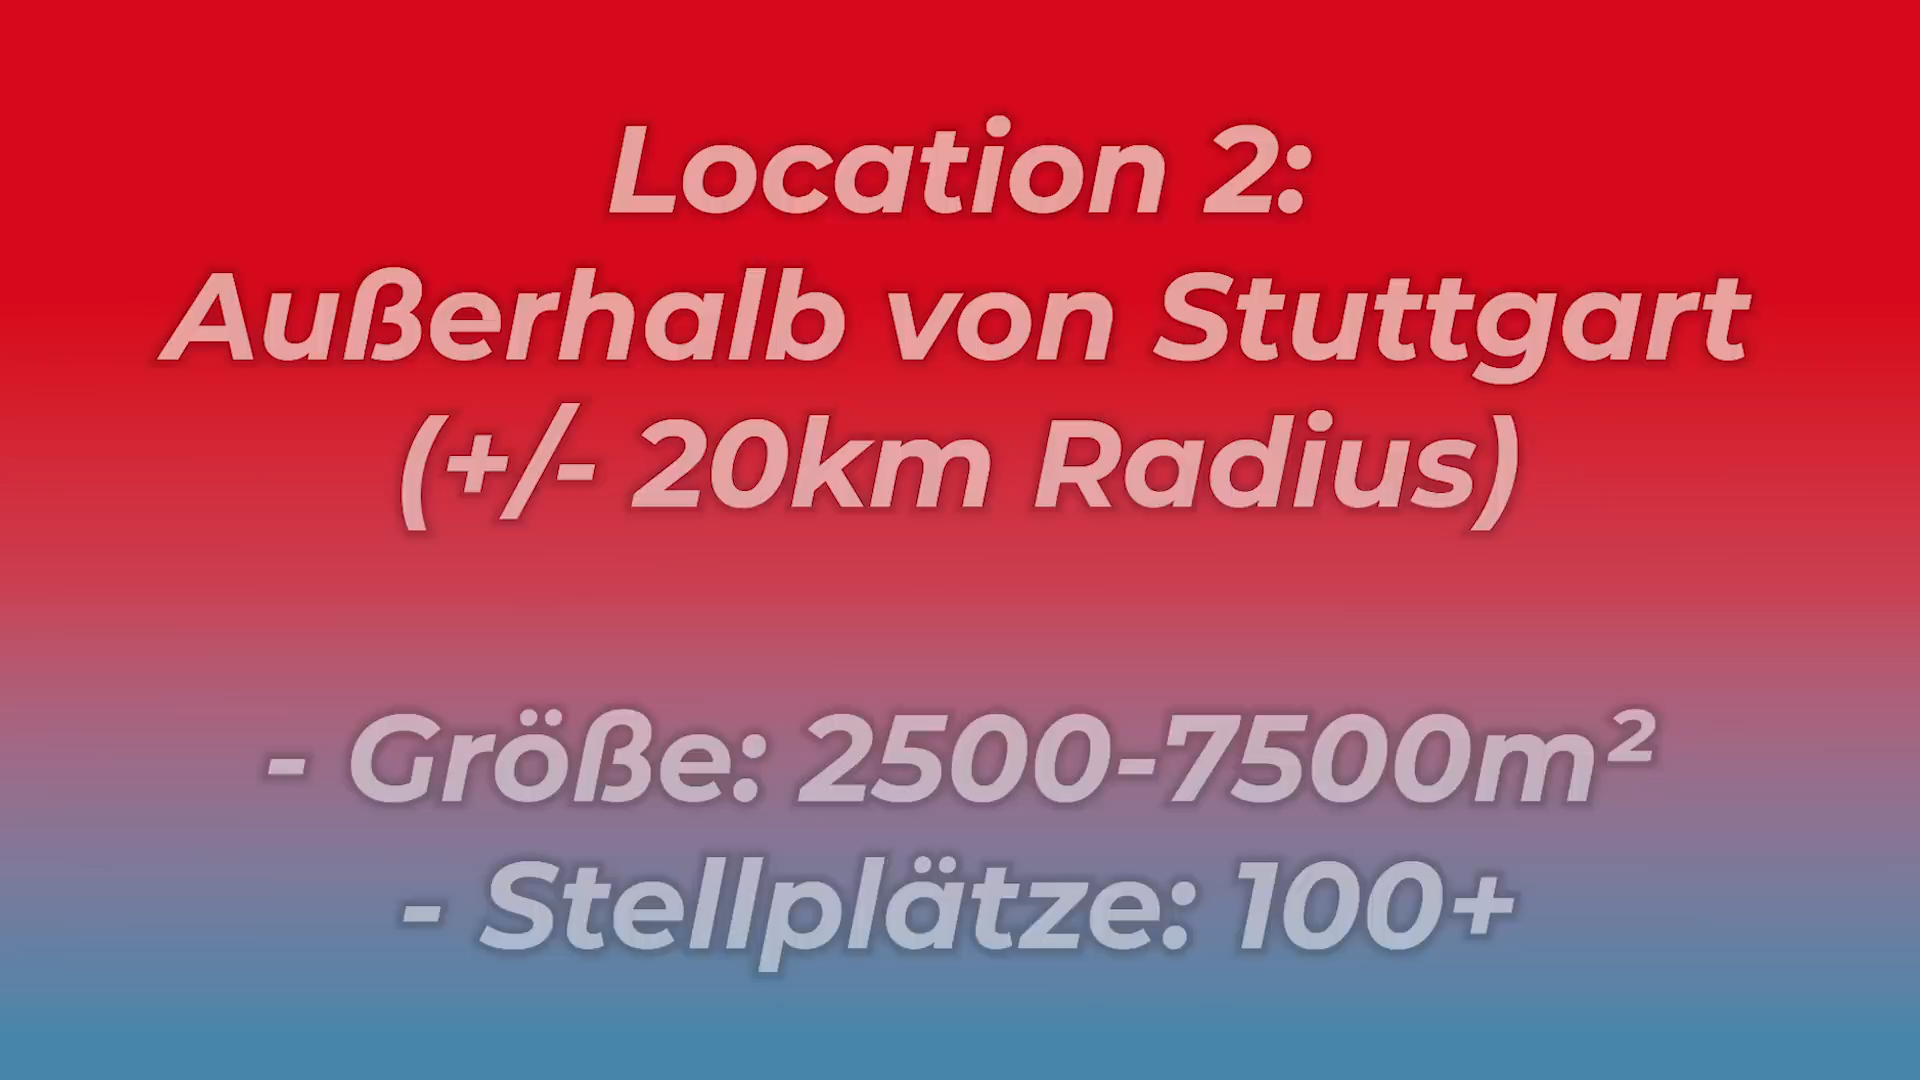 Location 2:
Außerhalb von Stuttgart
(+/- 20km Radius)
- Größe: 2500-7500m²
- Stellplätze: 100+